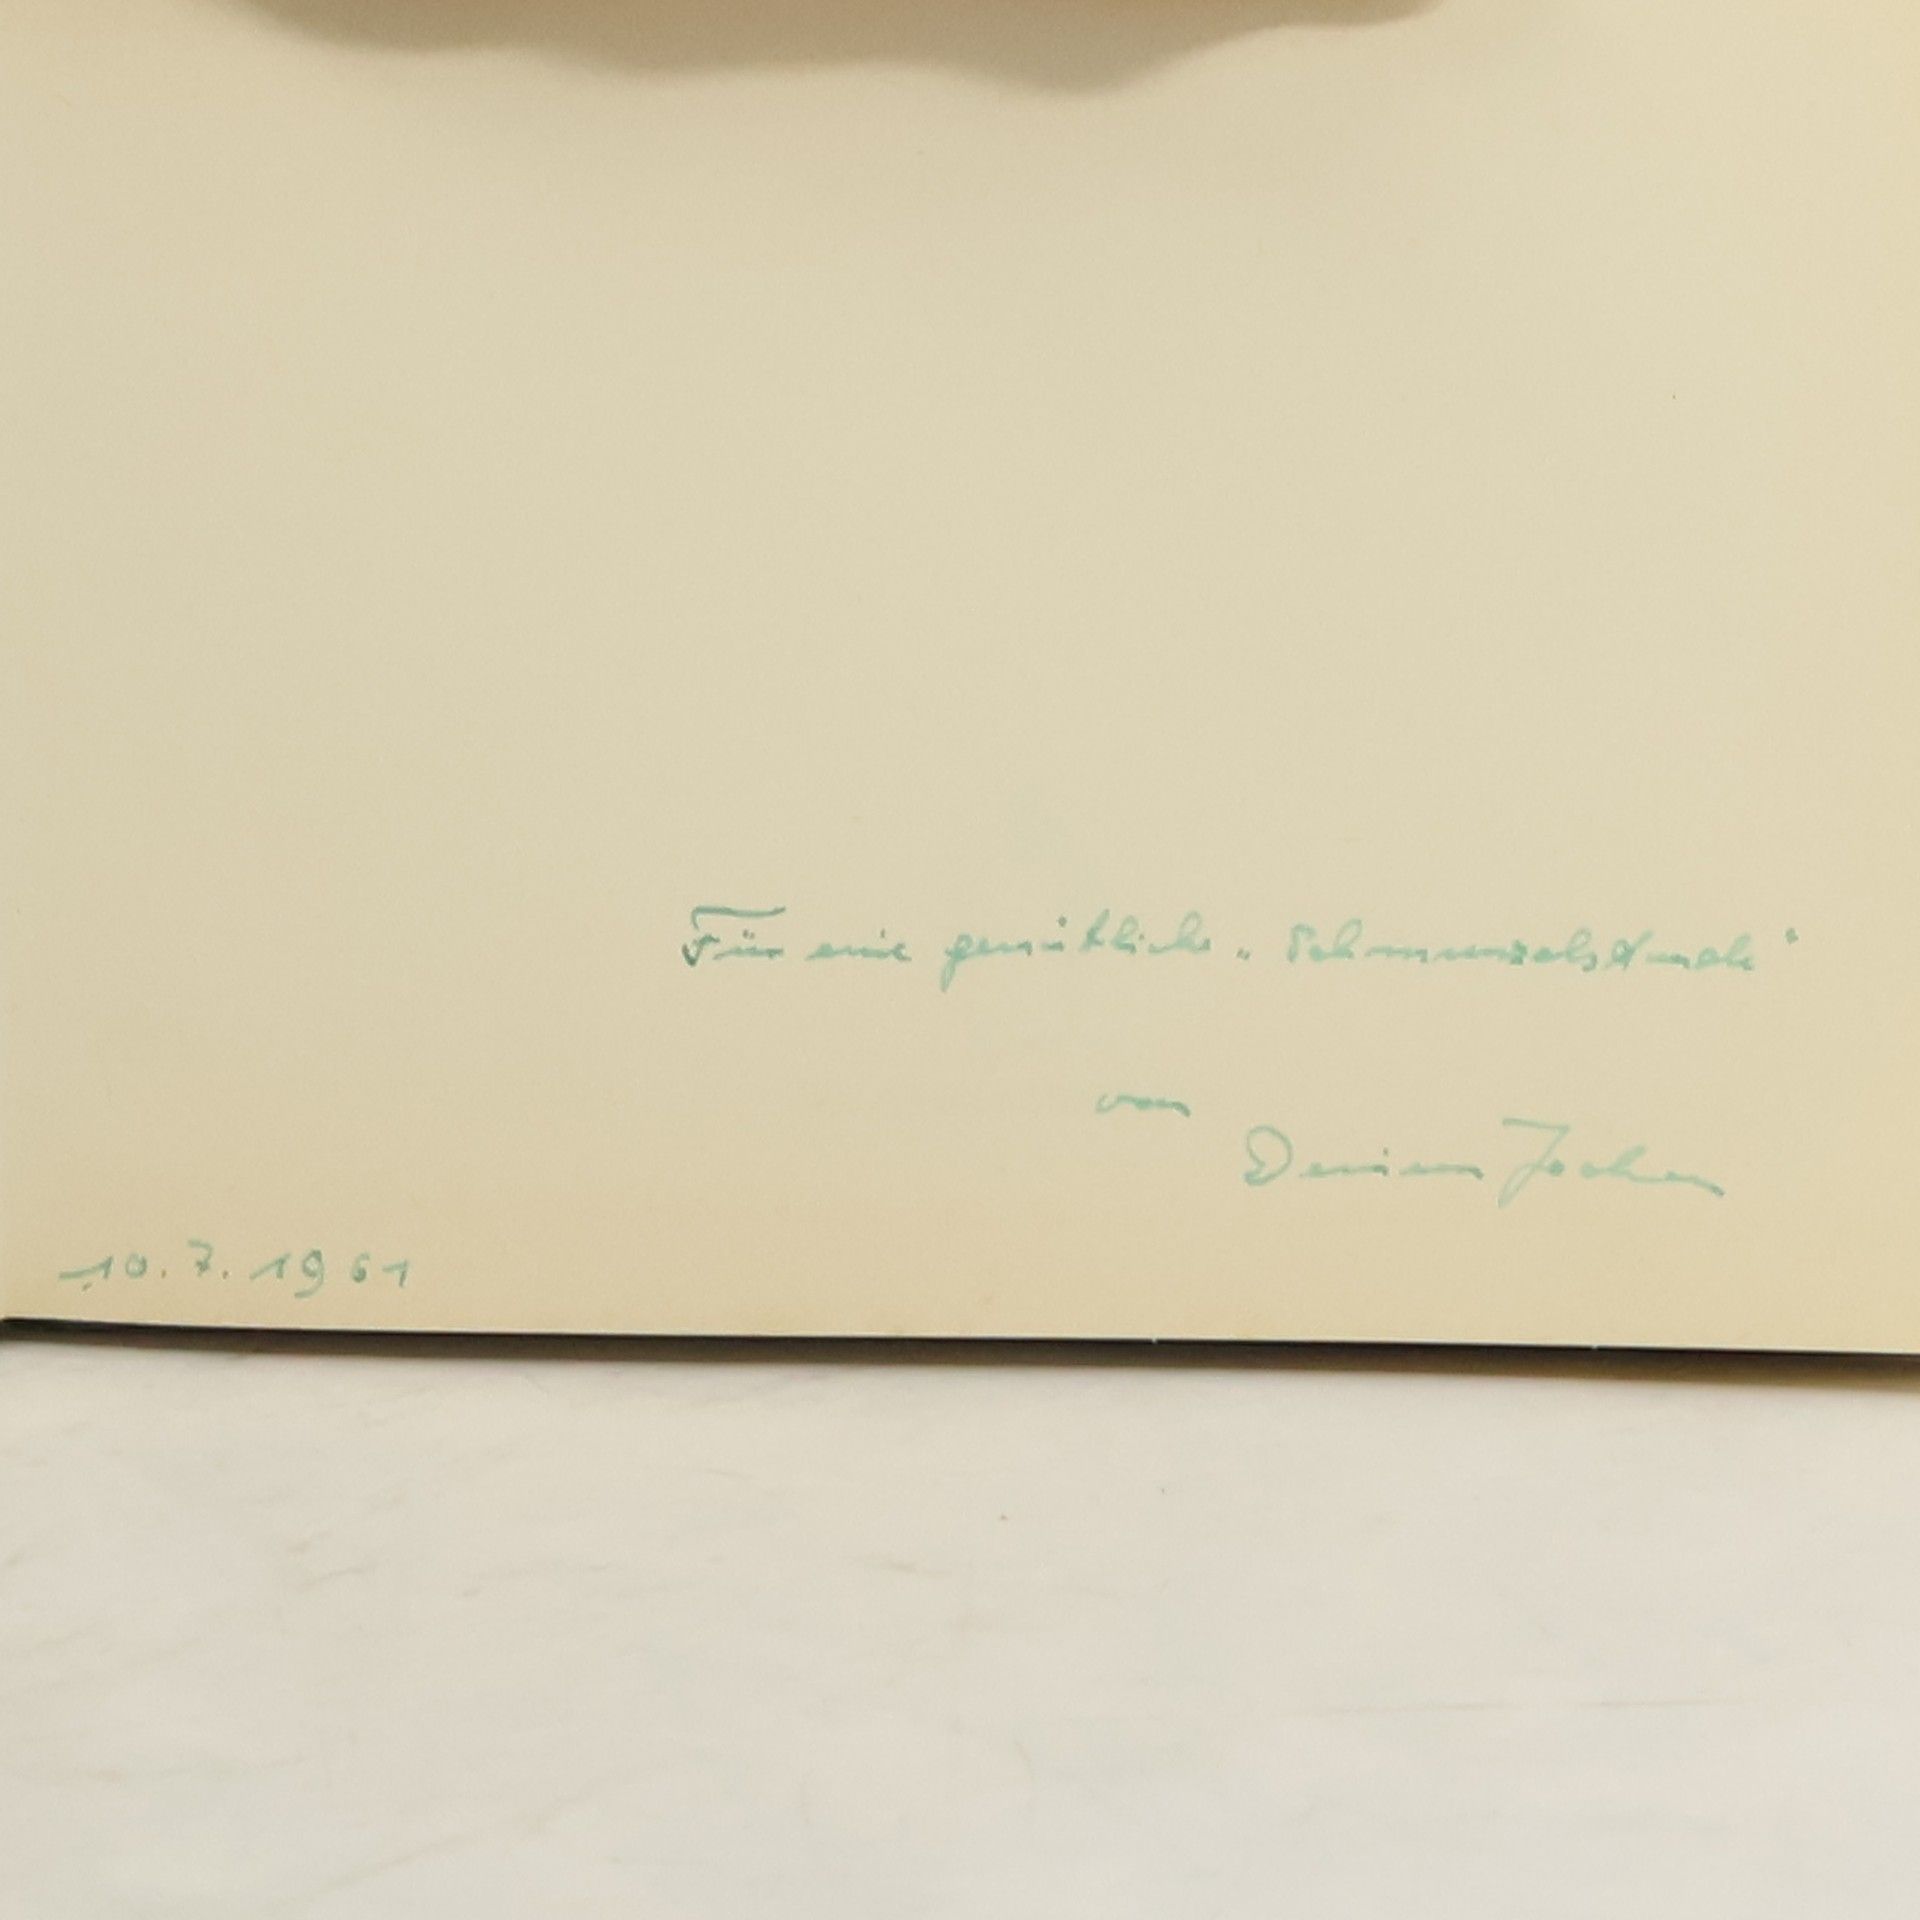 Für eine gemütliche „Schmunzelstunde“
von
Deinem Jochen
10.7.1961